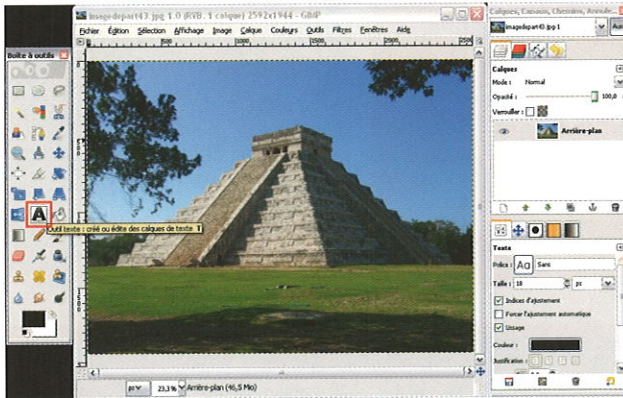 imagedepart43.jpg-1.0 (RVB, 1 calque) 2592x1944 - GIMP
Fichier Édition Sélection Affichage Image Calque Couleurs Outils Filtres Fenêtres Aide
Boîte à outils
Outil texte : créé ou édite des calques de texte T
pt 23,3% Arrière-plan (46,5 Mio)
Calques, Canaux, Chemins, Annule...
imagedepart43.jpg-1
Calques
Mode : Normal
Opacité : 100,0
Verrouiller :
Arrière-plan
Texte
Police : Aa Sans
Taille : 18 px
Indices d'ajustement
Forcer l'ajustement automatique
Lissage
Couleur :
Justification :